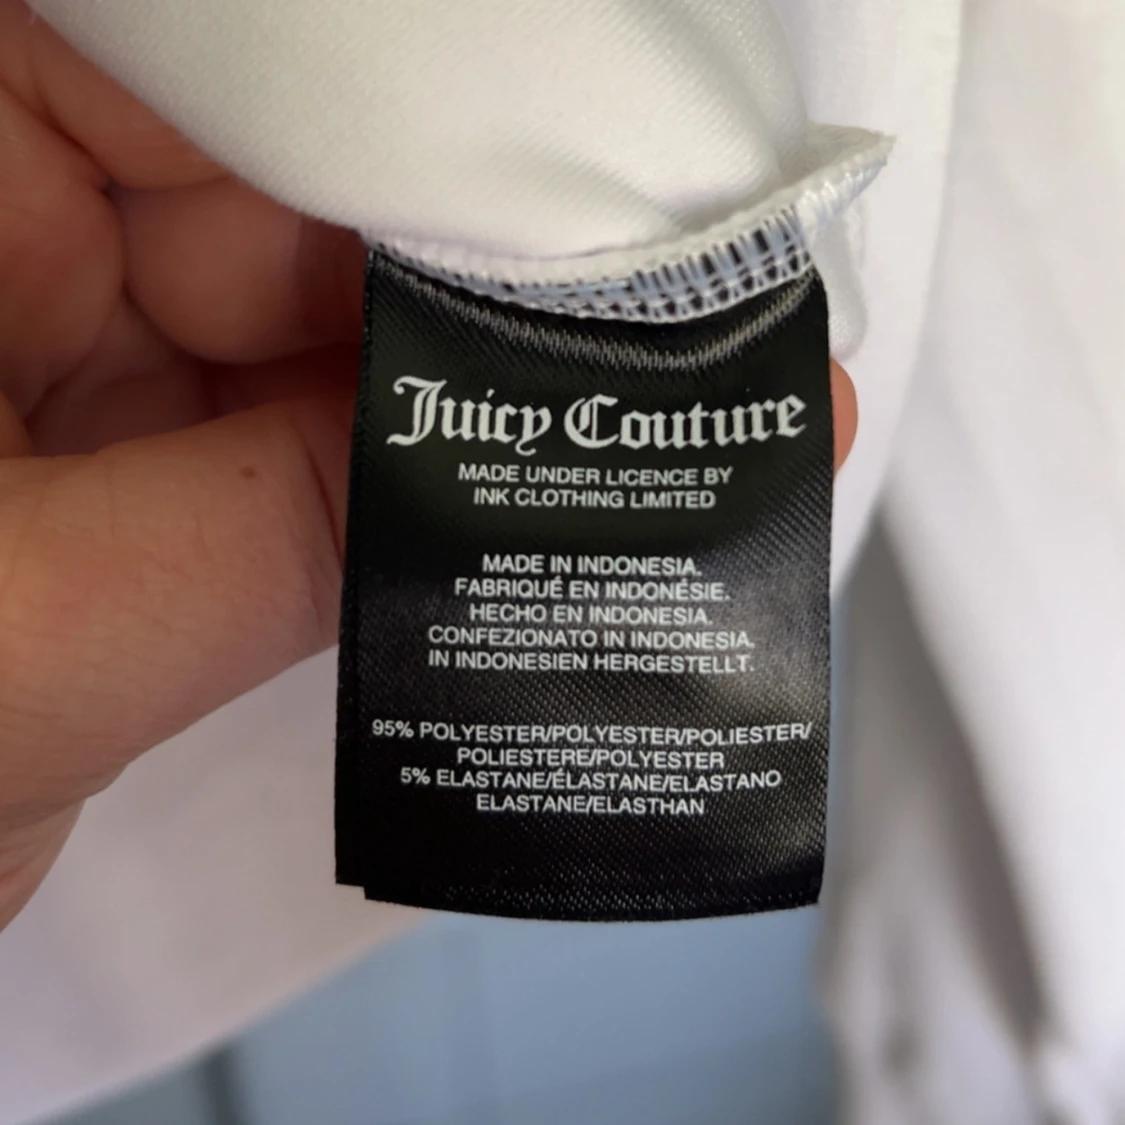 Juicy Couture
MADE UNDER LICENCE BY
INK CLOTHING LIMITED
MADE IN INDONESIA.
FABRIQUÉ EN INDONÉSIE.
HECHO EN INDONESIA.
CONFEZIONATO IN INDONESIA.
IN INDONESIEN HERGESTELLT.
95% POLYESTER/POLYESTER/POLIESTER/
POLIESTERE/POLYESTER
5% ELASTANE/ÉLASTANE/ELASTANO
ELASTANE/ELASTHAN